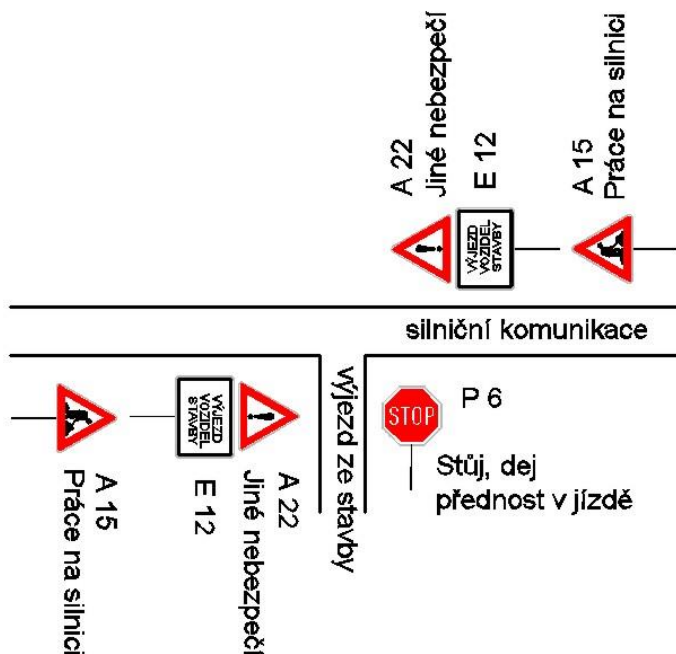 A 22
Jiné nebezpečí
E 12
A 15
Práce na silnici
VÝJEZD
VOZIDEL
STAVBY
silniční komunikace
výjezd ze stavby
STOP
P 6
Stůj, dej
přednost v jízdě
VÝJEZD
VOZIDEL
STAVBY
A 15
Práce na silnici
E 12
A 22
Jiné nebezpečí